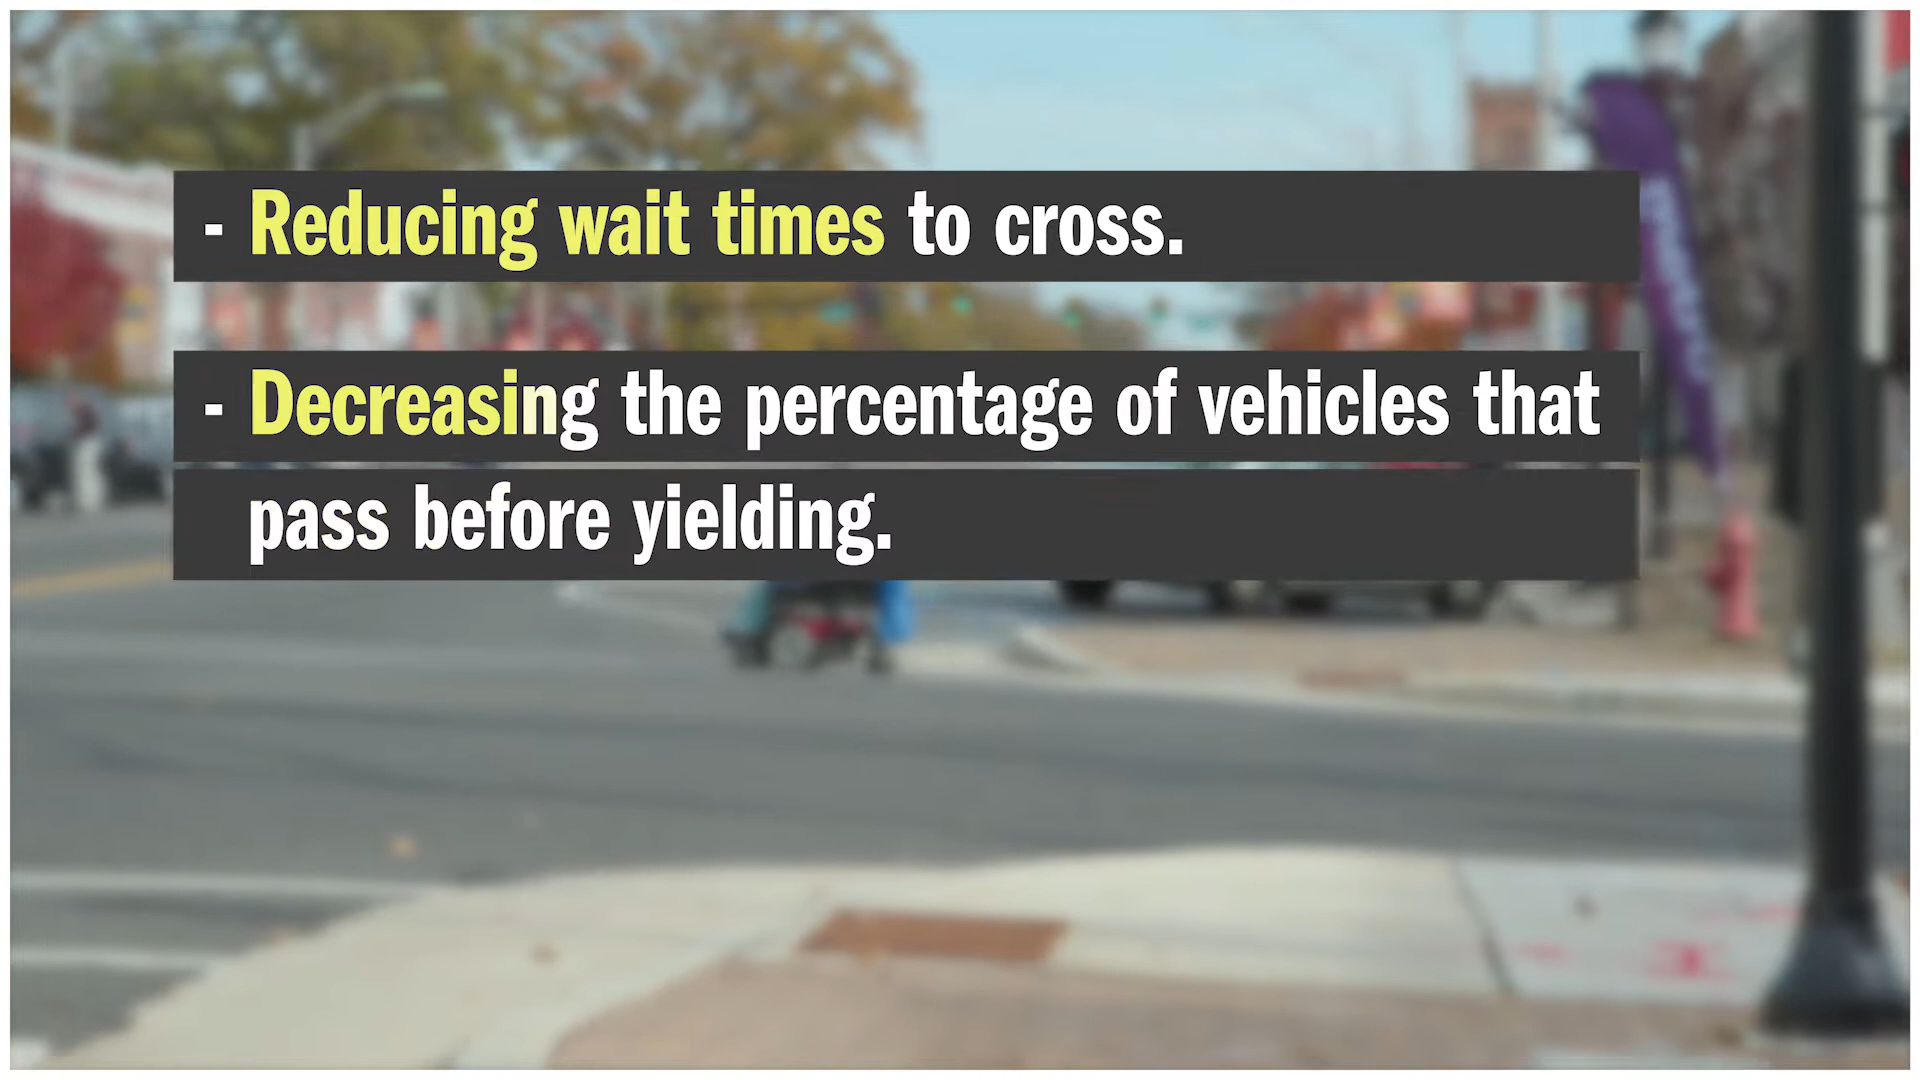 - Reducing wait times to cross.
- Decreasing the percentage of vehicles that
pass before yielding.